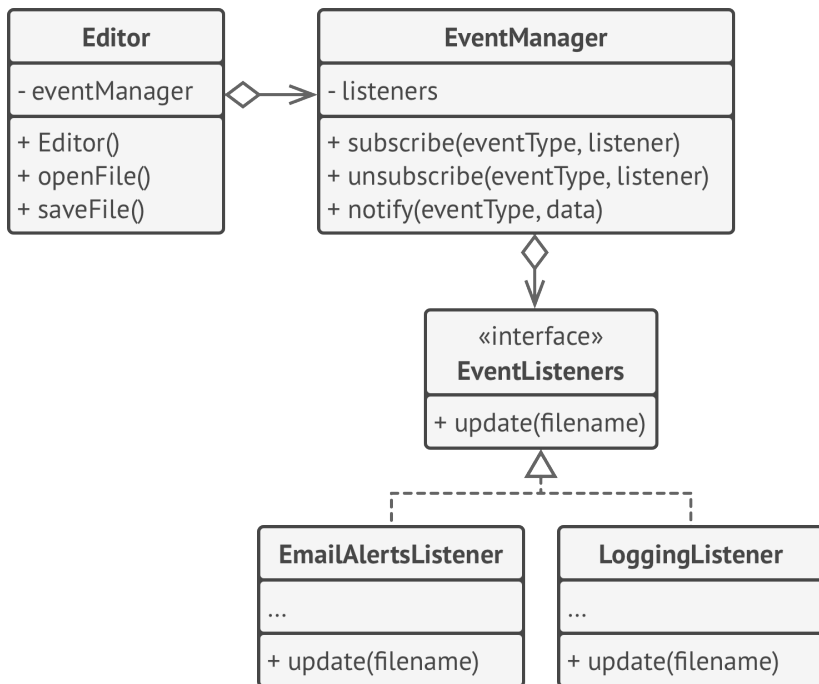 Editor
- eventManager
+ Editor()
+ openFile()
+ saveFile()
EventManager
- listeners
+ subscribe(eventType, listener)
+ unsubscribe(eventType, listener)
+ notify(eventType, data)
«interface»
EventListeners
+ update(filename)
EmailAlertsListener
...
+ update(filename)
LoggingListener
...
+ update(filename)